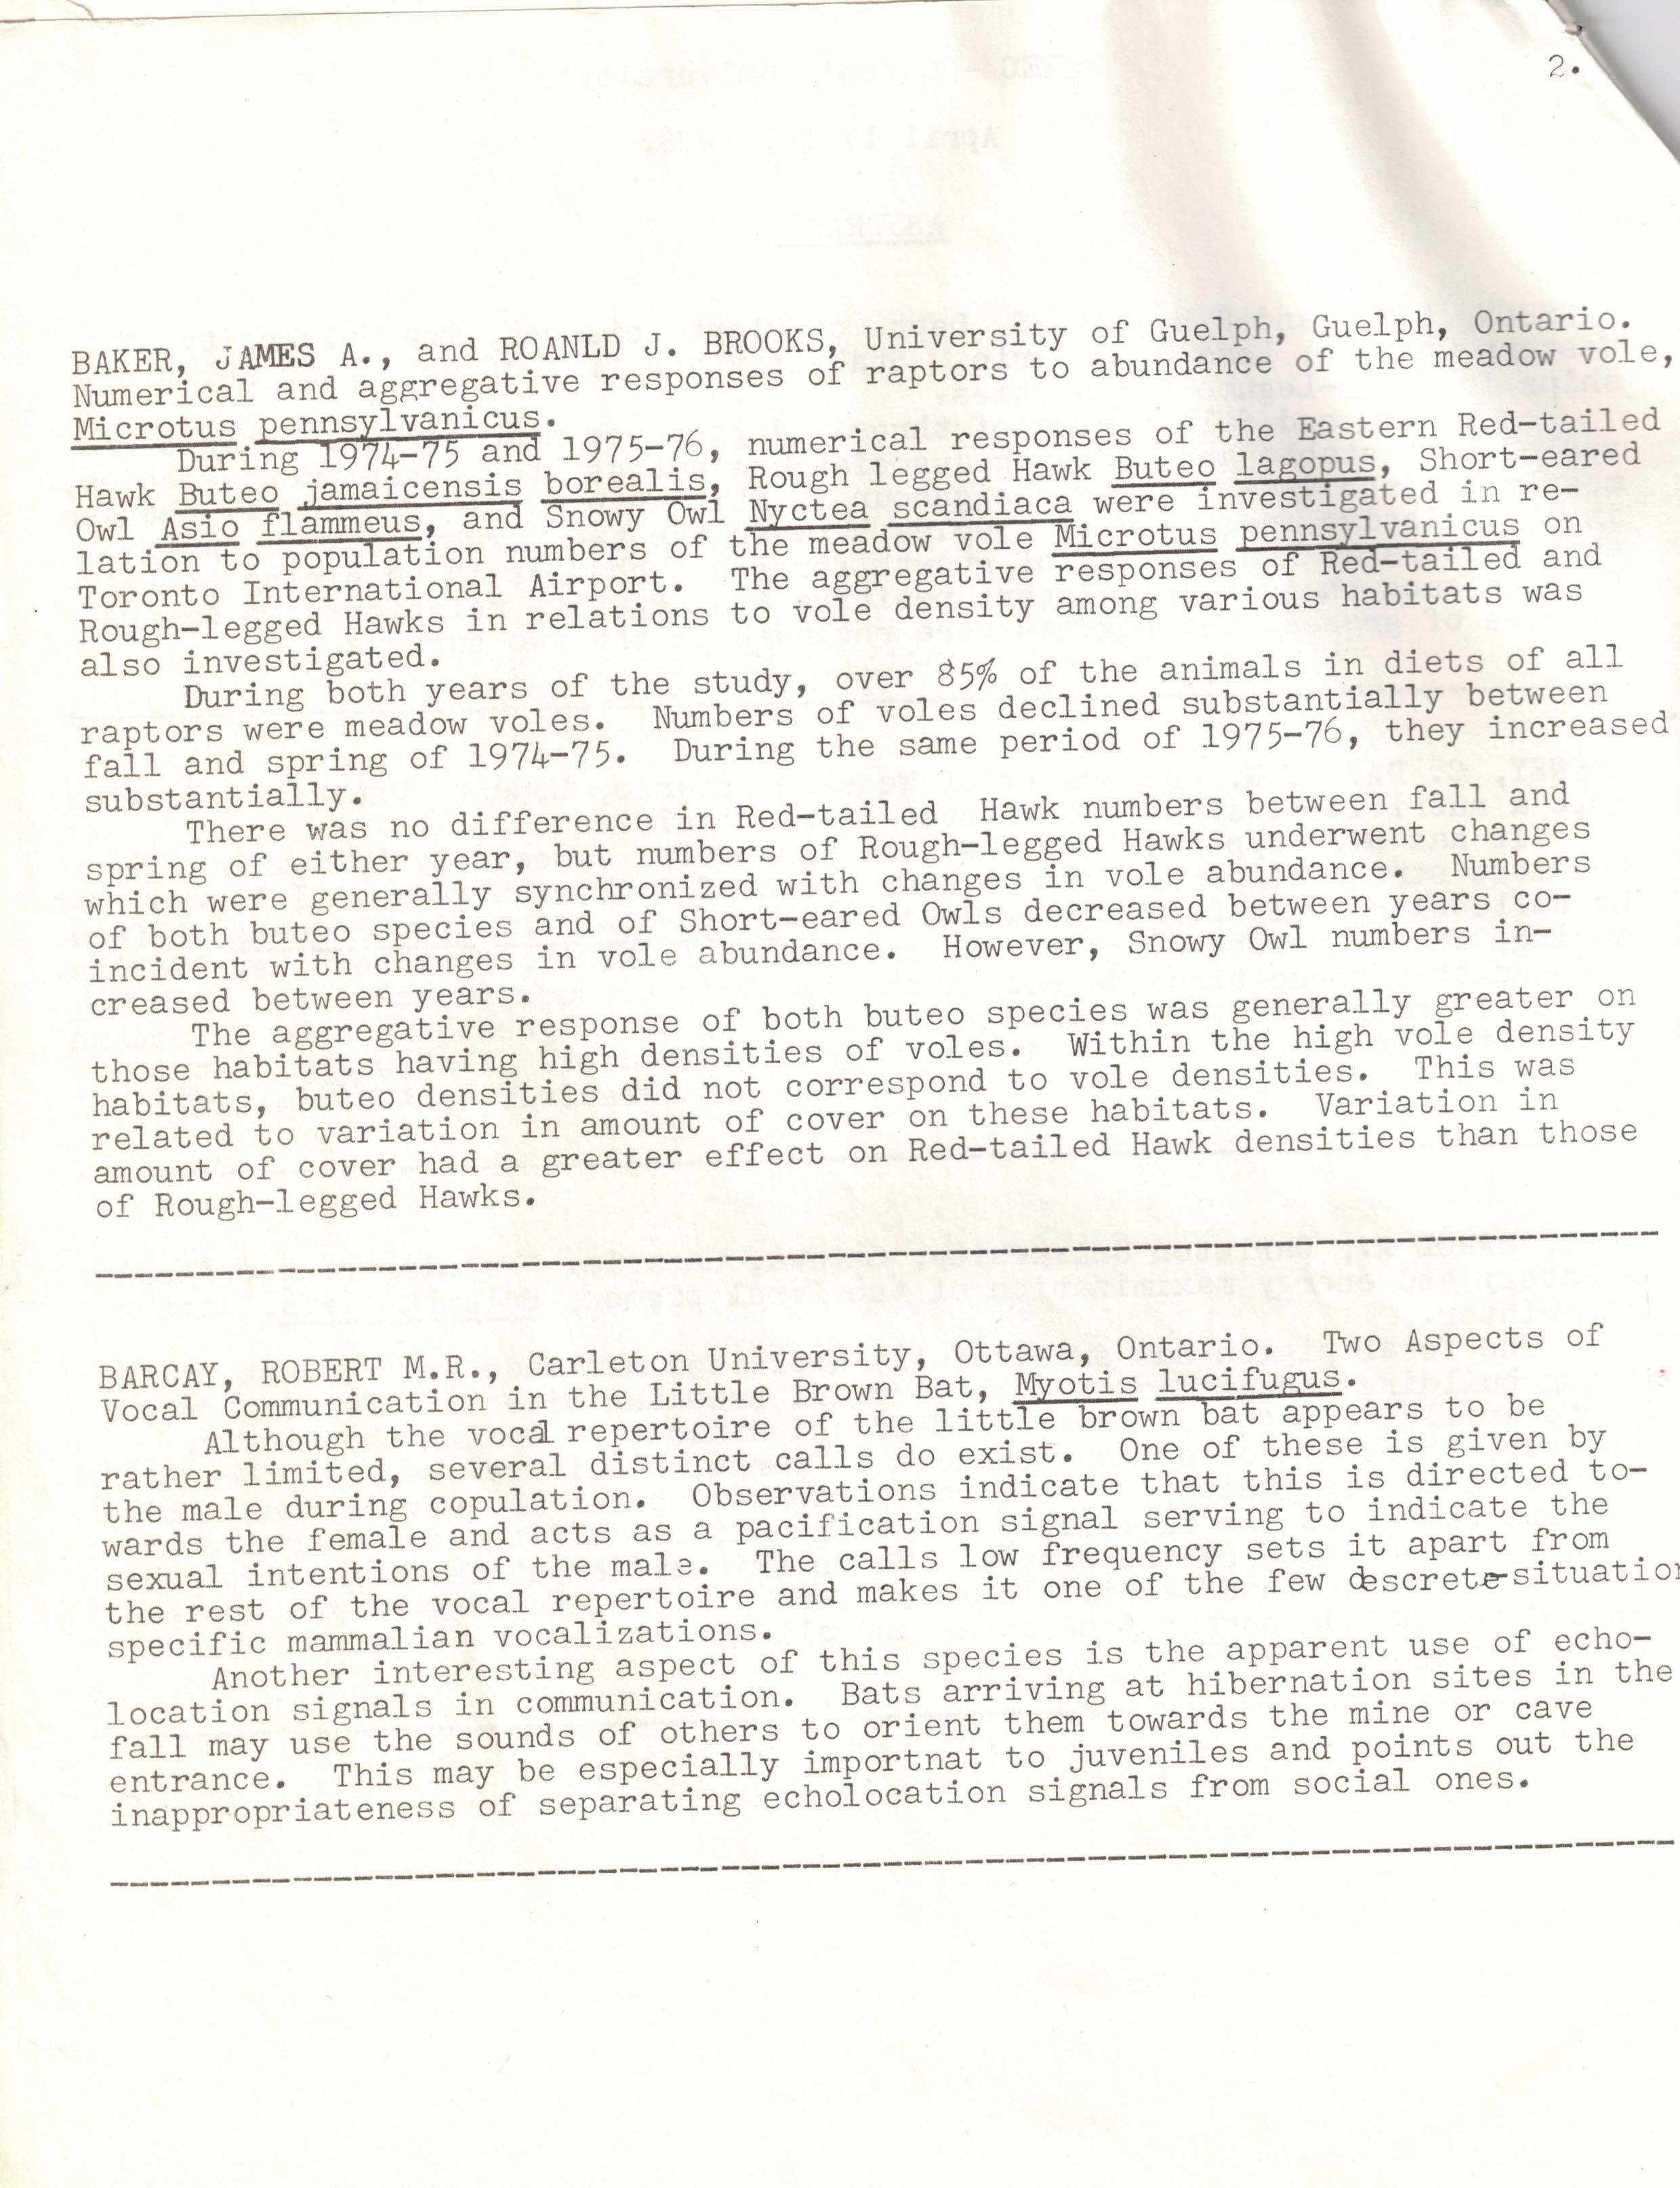 2.
BAKER, JAMES A., and ROANLD J. BROOKS, University of Guelph, Guelph, Ontario.
Numerical and aggregative responses of raptors to abundance of the meadow vole,
Microtus pennsylvanicus.
During 1974-75 and 1975-76, numerical responses of the Eastern Red-tailed
Hawk Buteo jamaicensis borealis, Rough legged Hawk Buteo lagopus, Short-eared
Owl Asio flammeus, and Snowy Owl Nyctea scandiaca were investigated in re-
lation to population numbers of the meadow vole Microtus pennsylvanicus on
Toronto International Airport. The aggregative responses of Red-tailed and
Rough-legged Hawks in relations to vole density among various habitats was
also investigated.
During both years of the study, over 85% of the animals in diets of all
raptors were meadow voles. Numbers of voles declined substantially between
fall and spring of 1974-75. During the same period of 1975-76, they increased
substantially.
There was no difference in Red-tailed Hawk numbers between fall and
spring of either year, but numbers of Rough-legged Hawks underwent changes
which were generally synchronized with changes in vole abundance. Numbers
of both buteo species and of Short-eared Owls decreased between years co-
incident with changes in vole abundance. However, Snowy Owl numbers in-
creased between years.
The aggregative response of both buteo species was generally greater on
those habitats having high densities of voles. Within the high vole density
habitats, buteo densities did not correspond to vole densities. This was
related to variation in amount of cover on these habitats. Variation in
amount of cover had a greater effect on Red-tailed Hawk densities than those
of Rough-legged Hawks.
BARCAY, ROBERT M.R., Carleton University, Ottawa, Ontario. Two Aspects of
Vocal Communication in the Little Brown Bat, Myotis lucifugus.
Although the vocal repertoire of the little brown bat appears to be
rather limited, several distinct calls do exist. One of these is given by
the male during copulation. Observations indicate that this is directed to-
wards the female and acts as a pacification signal serving to indicate the
sexual intentions of the male. The calls low frequency sets it apart from
the rest of the vocal repertoire and makes it one of the few descrete-situation
specific mammalian vocalizations.
Another interesting aspect of this species is the apparent use of echo-
location signals in communication. Bats arriving at hibernation sites in the
fall may use the sounds of others to orient them towards the mine or cave
entrance. This may be especially importnat to juveniles and points out the
inappropriateness of separating echolocation signals from social ones.